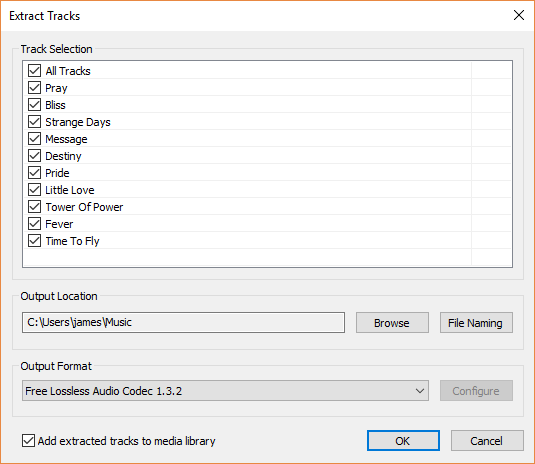 Extract Tracks
Track Selection
All Tracks
Pray
Bliss
Strange Days
Message
Destiny
Pride
Little Love
Tower Of Power
Fever
Time To Fly
Output Location
C:\Users\james\Music
Browse
File Naming
Output Format
Free Lossless Audio Codec 1.3.2
Configure
Add extracted tracks to media library
OK
Cancel